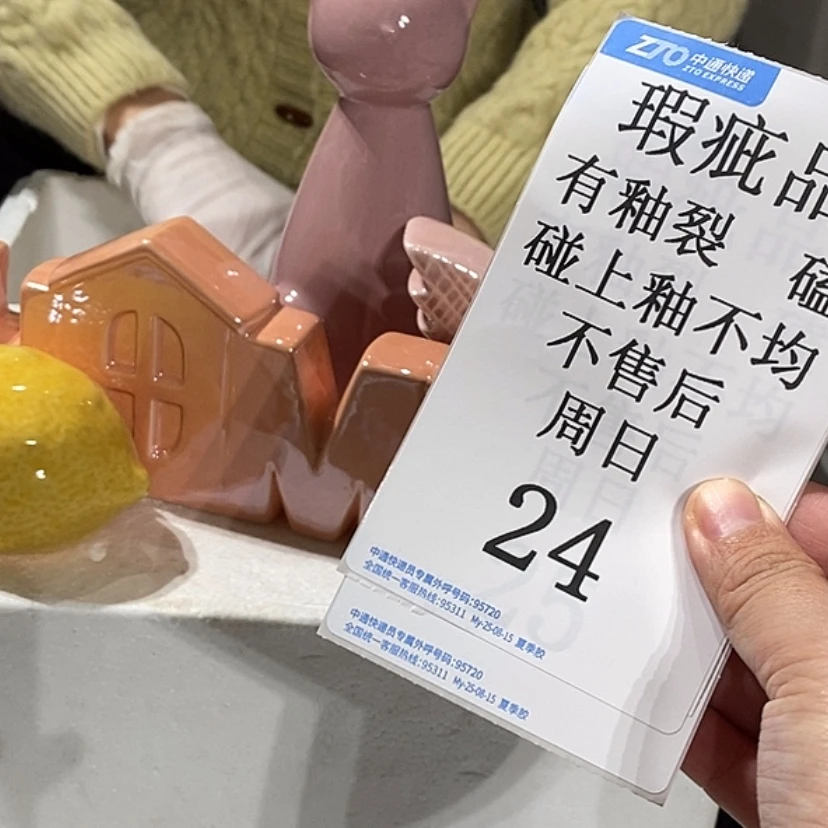 ZTO 中通快递
ZTO EXPRESS
瑕疵品
有釉裂 磕
碰上釉不均
不售后
周日
24
中通快递员专属外呼号码:95720
全国统一客服热线:95311 My-25-08-15 夏季胶
中通快递员专属外呼号码:95720
全国统一客服热线:95311 My-25-08-15 夏季胶